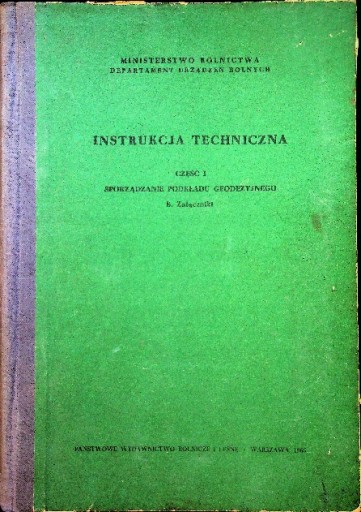 MINISTERSTWO ROLNICTWA
DEPARTAMENT URZĄDZEŃ ROLNYCH
INSTRUKCJA TECHNICZNA
CZĘŚĆ I
SPORZĄDZANIE PODKŁADU GEODEZYJNEGO
B. Załączniki
PAŃSTWOWE WYDAWNICTWO ROLNICZE I LEŚNE - WARSZAWA